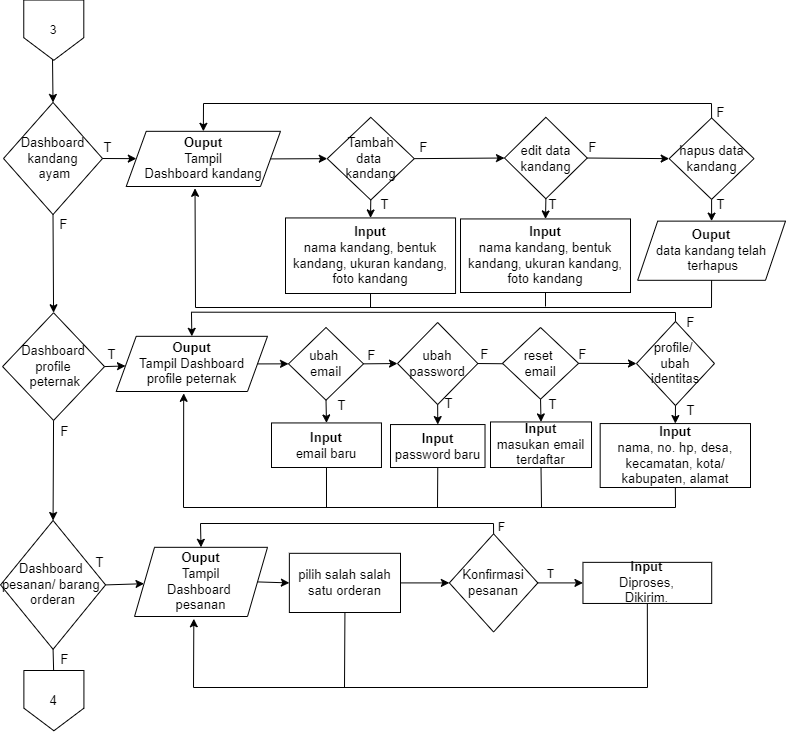 3
Dashboard
kandang
ayam
T
F
Ouput
Tampil
Dashboard kandang
Tambah
data
kandang
F
T
edit data
kandang
F
T
hapus data
kandang
F
T
Input
nama kandang, bentuk
kandang, ukuran kandang,
foto kandang
Input
nama kandang, bentuk
kandang, ukuran kandang,
foto kandang
Ouput
data kandang telah
terhapus
Dashboard
profile
peternak
T
F
Ouput
Tampil Dashboard
profile peternak
ubah
email
F
T
ubah
password
F
T
reset
email
F
T
profile/
ubah
identitas
F
T
Input
email baru
Input
password baru
Input
masukan email
terdaftar
Input
nama, no. hp, desa,
kecamatan, kota/
kabupaten, alamat
Dashboard
pesanan/ barang
orderan
T
F
Ouput
Tampil
Dashboard
pesanan
pilih salah salah
satu orderan
Konfirmasi
pesanan
F
T
Input
Diproses,
Dikirim.
4